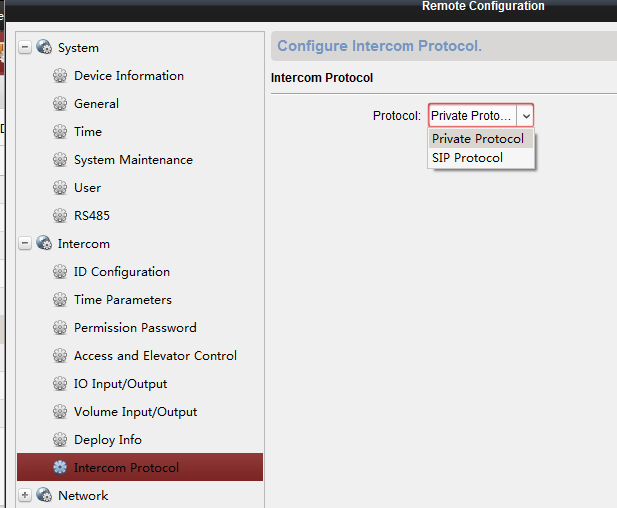 Remote Configuration
System
Device Information
General
Time
System Maintenance
User
RS485
Intercom
ID Configuration
Time Parameters
Permission Password
Access and Elevator Control
IO Input/Output
Volume Input/Output
Deploy Info
Intercom Protocol
Network
Configure Intercom Protocol.
Intercom Protocol
Protocol: Private Proto...
Private Protocol
SIP Protocol